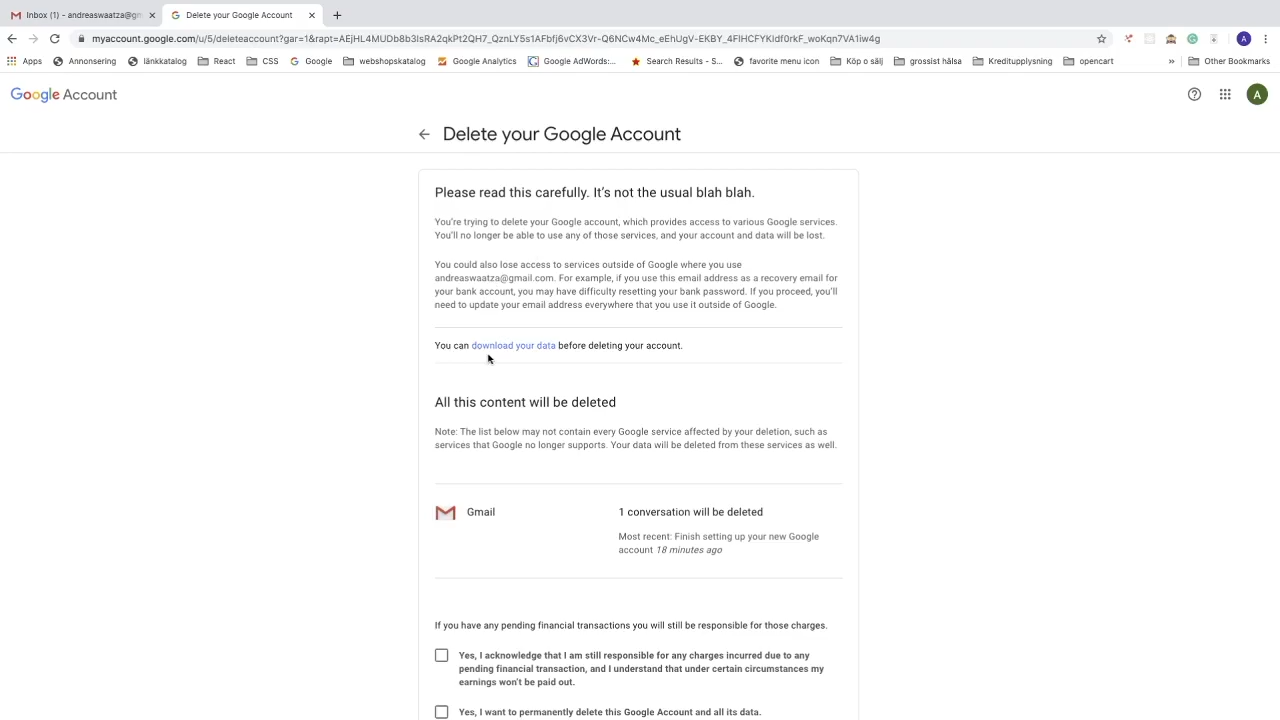 Inbox (1) - andreaswaatza@gm
Delete your Google Account
myaccount.google.com/u/5/deleteaccount?gar=1&rapt=AEjHL4MUDb8b3IsRA2qkPt2QH7_QznLY5s1AFbfj6vCX3Vr-Q6NCw4Mc_eEhUgV-EKBY_4FIHCFYKIdf0rkF_woKqn7VA1iw4g
A
Apps Annonsering länkkatalog React CSS Google webshopskatalog Google Analytics Google AdWords:... Search Results - S... favorite menu icon Köp o sälj grossist hälsa Kreditupplysning opencart » Other Bookmarks
Google Account
A
Delete your Google Account
Please read this carefully. It's not the usual blah blah.
You're trying to delete your Google account, which provides access to various Google services.
You'll no longer be able to use any of those services, and your account and data will be lost.
You could also lose access to services outside of Google where you use
andreaswaatza@gmail.com. For example, if you use this email address as a recovery email for
your bank account, you may have difficulty resetting your bank password. If you proceed, you'll
need to update your email address everywhere that you use it outside of Google.
You can download your data before deleting your account.
All this content will be deleted
Note: The list below may not contain every Google service affected by your deletion, such as
services that Google no longer supports. Your data will be deleted from these services as well.
Gmail
1 conversation will be deleted
Most recent: Finish setting up your new Google
account 18 minutes ago
If you have any pending financial transactions you will still be responsible for those charges.
Yes, I acknowledge that I am still responsible for any charges incurred due to any
pending financial transaction, and I understand that under certain circumstances my
earnings won't be paid out.
Yes, I want to permanently delete this Google Account and all its data.